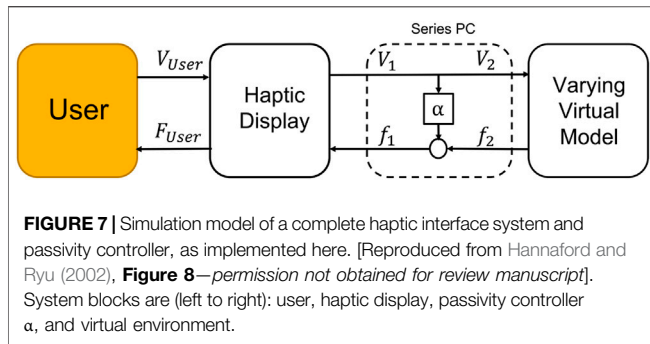 Series PC
V_User
V_1
V_2
User
Haptic
Display
α
Varying
Virtual
Model
F_User
f_1
f_2
FIGURE 7 | Simulation model of a complete haptic interface system and
passivity controller, as implemented here. [Reproduced from Hannaford and
Ryu (2002), Figure 8—permission not obtained for review manuscript].
System blocks are (left to right): user, haptic display, passivity controller
α, and virtual environment.